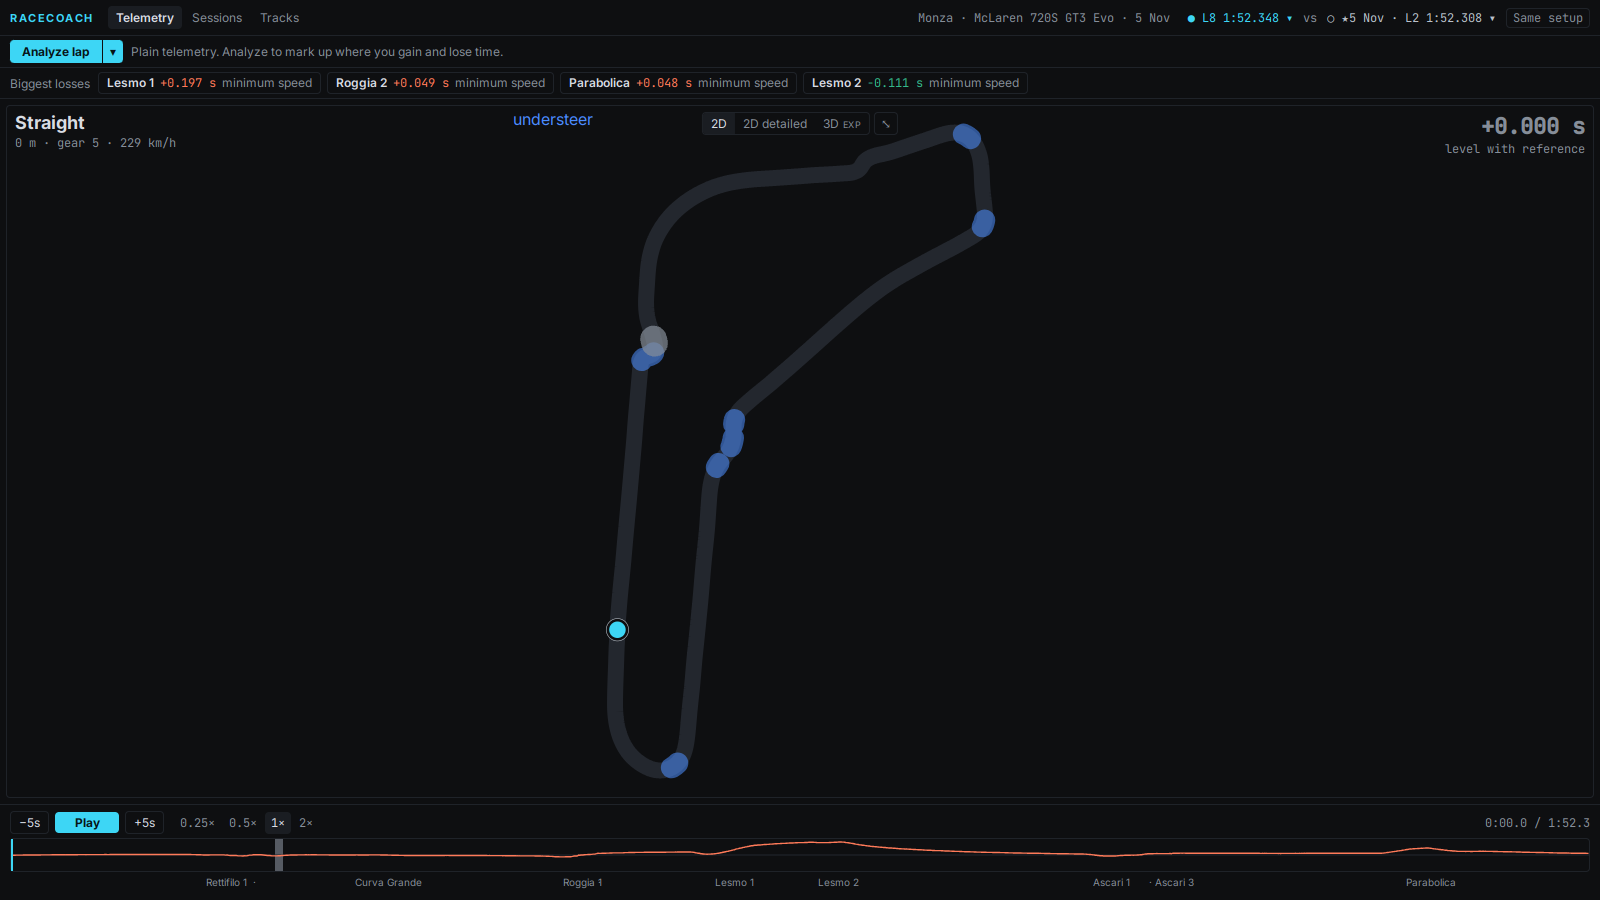 RACECOACH Telemetry Sessions Tracks Monza · McLaren 720S GT3 Evo · 5 Nov ● L8 1:52.348 ▾ vs ○ ★5 Nov · L2 1:52.308 ▾ Same setup
Analyze lap ▾ Plain telemetry. Analyze to mark up where you gain and lose time.
Biggest losses Lesmo 1 +0.197 s minimum speed Roggia 2 +0.049 s minimum speed Parabolica +0.048 s minimum speed Lesmo 2 -0.111 s minimum speed
Straight understeer 2D 2D detailed 3D EXP ⤡ +0.000 s
0 m · gear 5 · 229 km/h level with reference
−5s Play +5s 0.25× 0.5× 1× 2× 0:00.0 / 1:52.3
Rettifilo 1 · Curva Grande Roggia Lesmo 1 Lesmo 2 Ascari 1 · Ascari 3 Parabolica